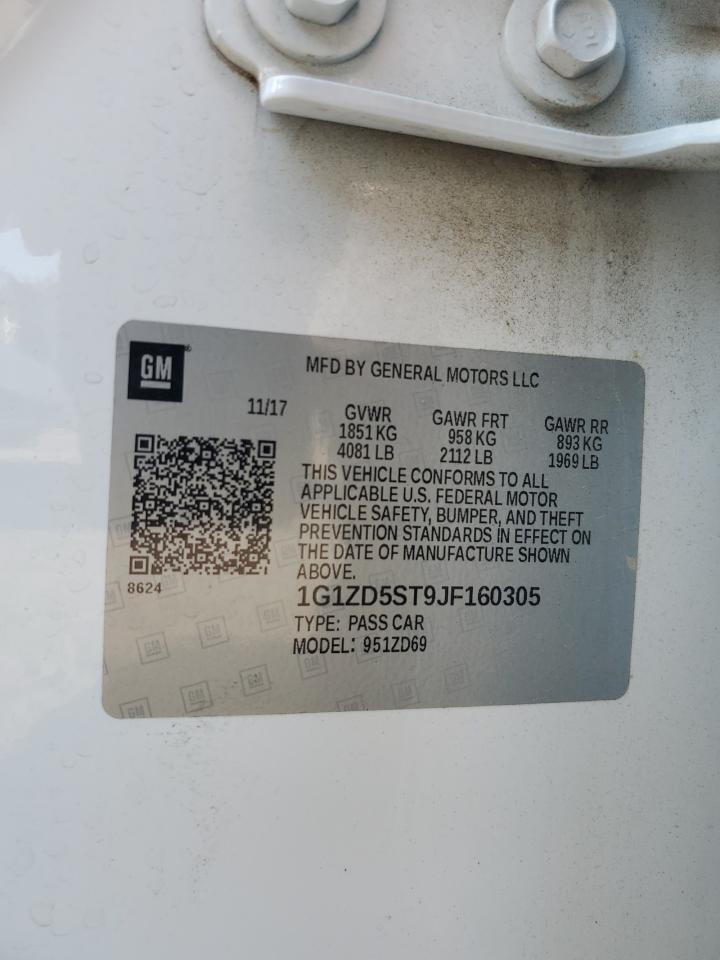 GM
MFD BY GENERAL MOTORS LLC
11/17
GVWR
1851 KG
4081 LB
GAWR FRT
958 KG
2112 LB
GAWR RR
893 KG
1969 LB
THIS VEHICLE CONFORMS TO ALL
APPLICABLE U.S. FEDERAL MOTOR
VEHICLE SAFETY, BUMPER, AND THEFT
PREVENTION STANDARDS IN EFFECT ON
THE DATE OF MANUFACTURE SHOWN
ABOVE.
8624
1G1ZD5ST9JF160305
TYPE: PASS CAR
MODEL: 951ZD69